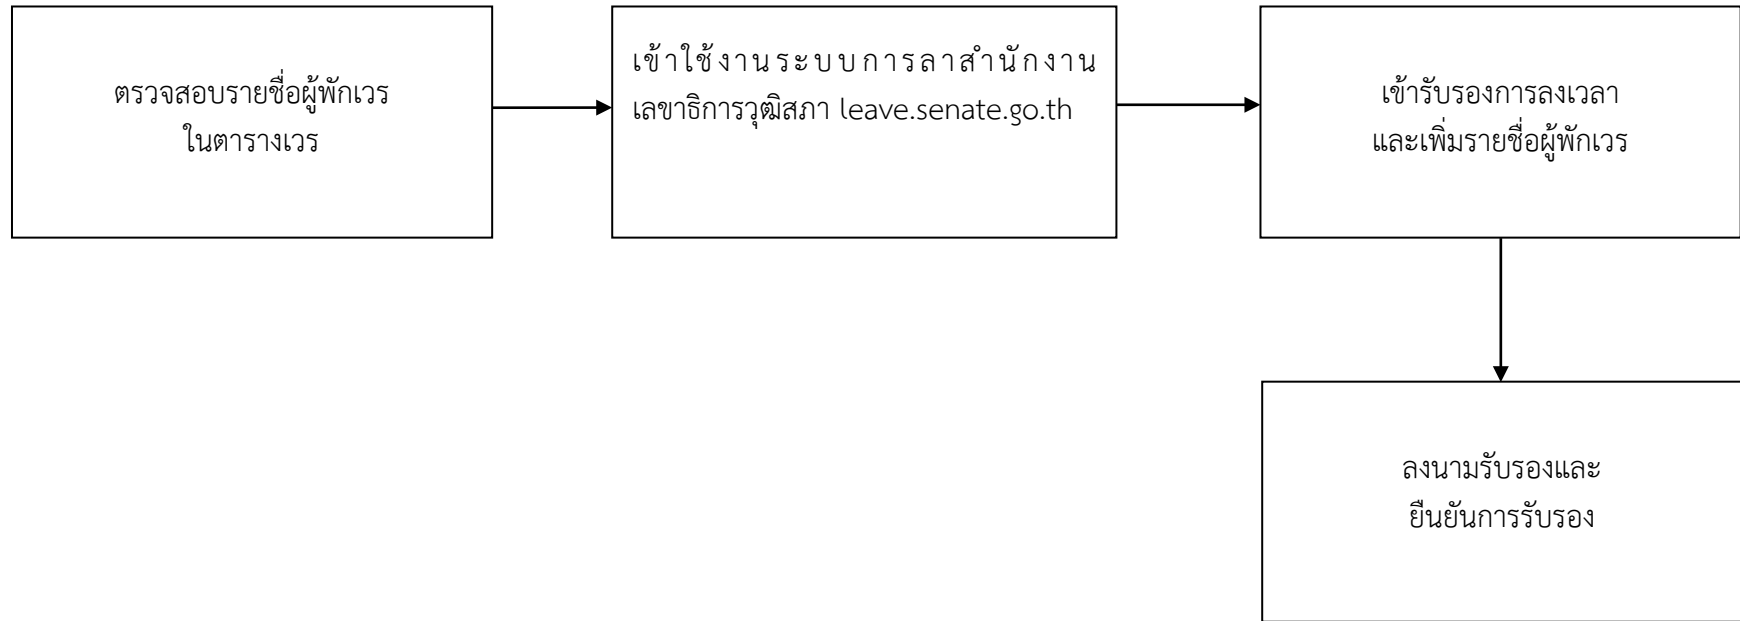 ตรวจสอบรายชื่อผู้พักเวร
ในตารางเวร
เข้าใช้งานระบบการลาสำนักงาน
เลขาธิการวุฒิสภา leave.senate.go.th
เข้ารับรองการลงเวลา
และเพิ่มรายชื่อผู้พักเวร
ลงนามรับรองและ
ยืนยันการรับรอง